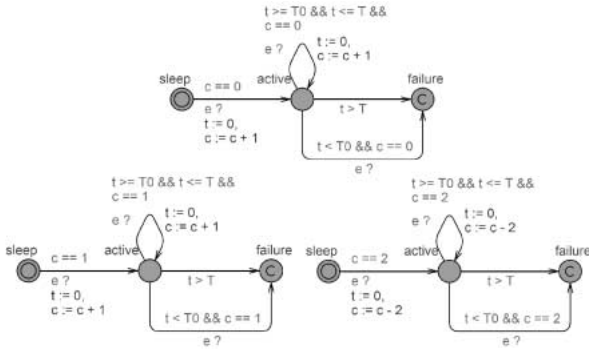 t >= T0 && t <= T &&
c == 0
e ?
t := 0,
c := c + 1
sleep
active
failure
c == 0
e ?
t := 0,
c := c + 1
t > T
C
t < T0 && c == 0
e ?
t >= T0 && t <= T &&
c == 1
e ?
t := 0,
c := c + 1
sleep
active
failure
c == 1
e ?
t := 0,
c := c + 1
t > T
C
t < T0 && c == 1
e ?
t >= T0 && t <= T &&
c == 2
e ?
t := 0,
c := c - 2
sleep
active
failure
c == 2
e ?
t := 0,
c := c - 2
t > T
C
t < T0 && c == 2
e ?